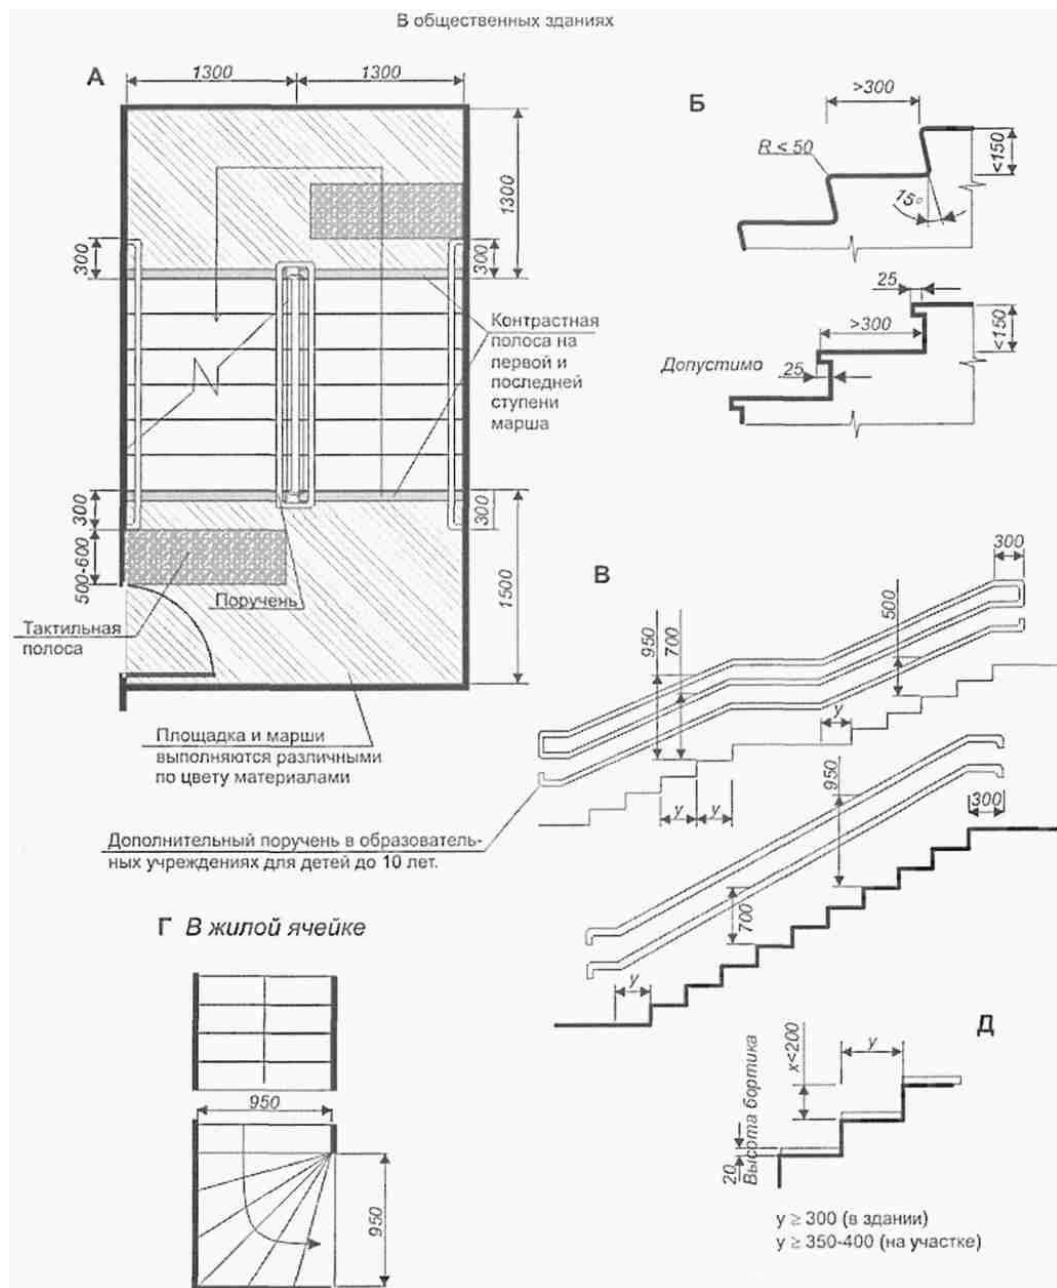 В общественных зданиях
А
1300
1300
1300
300
300
Контрастная
полоса на
первой и
последней
ступени
марша
300
300
500-600
1500
Поручень
Тактильная
полоса
Площадка и марши
выполняются различными
по цвету материалами
Дополнительный поручень в образователь-
ных учреждениях для детей до 10 лет.
Б
>300
R ≤ 50
<150
15°
25
>300
<150
Допустимо
25
В
300
950
700
500
y
y
y
950
300
700
y
Г В жилой ячейке
950
950
Д
x<200
y
Высота бортика
20
y ≥ 300 (в здании)
y ≥ 350-400 (на участке)